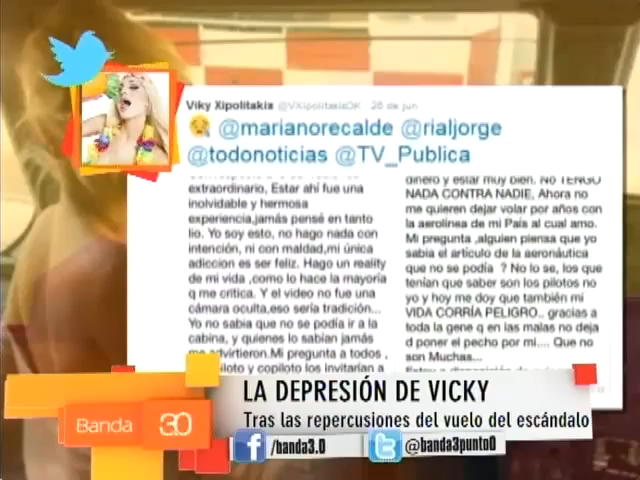 Viky Xipolitakis @VXipolitakisOK 28 de jun
@marianorecalde @rialjorge
@todonoticias @TV_Publica
extraordinario, Estar ahí fue una
inolvidable y hermosa
experiencia,jamás pensé en tanto
lio. Yo soy esto, no hago nada con
intención, ni con maldad,mi única
adiccion es ser feliz. Hago un reality
de mi vida ,como lo hace la mayoría
q me critica. Y el video no fue una
cámara oculta,eso sería tradición...
Yo no sabia que no se podía ir a la
cabina, y quienes lo sabían jamás
me advirtieron.Mi pregunta a todos ,
piloto y copiloto los invitarían a
dinero y estar muy bien. NO TENGO
NADA CONTRA NADIE, Ahora no
me quieren dejar volar por años con
la aerolinea de mi País al cual amo.
Mi pregunta ,alguien piensa que yo
sabia el articulo de la aeronáutica
que no se podía ? No lo se, los que
tenían que saber son los pilotos no
yo y hoy me doy que también mi
VIDA CORRÍA PELIGRO.. gracias a
toda la gene q en las malas no deja
d poner el pecho por mi.... Que no
son Muchas...
LA DEPRESIÓN DE VICKY
Tras las repercusiones del vuelo del escándalo
Banda 3.0
/banda3.0
@banda3punto0